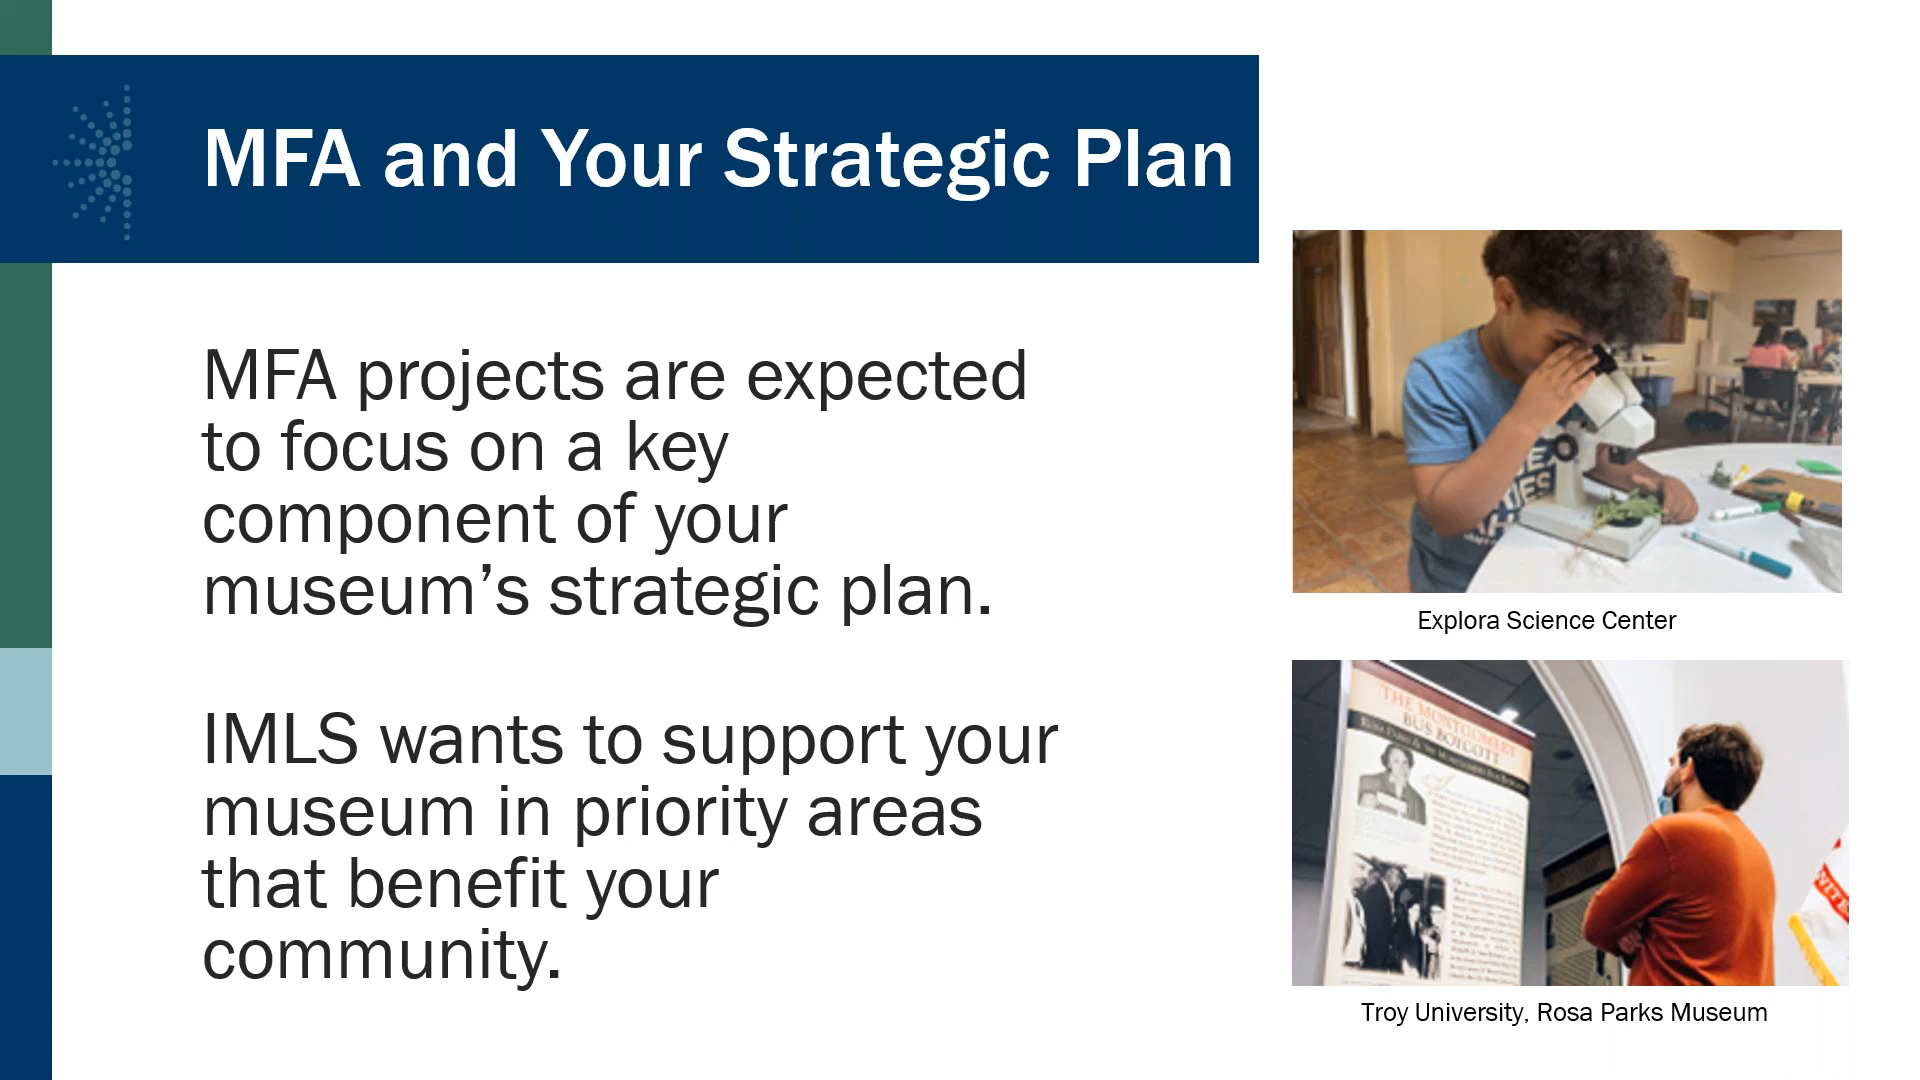 MFA and Your Strategic Plan
MFA projects are expected
to focus on a key
component of your
museum’s strategic plan.
IMLS wants to support your
museum in priority areas
that benefit your
community.
Explora Science Center
THE MONTGOMERY
BUS BOYCOTT
Troy University, Rosa Parks Museum